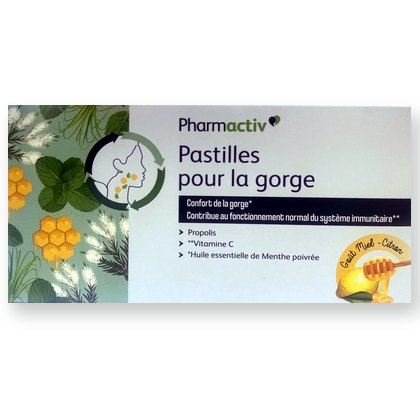 Pharmactiv
Pastilles
pour la gorge
Confort de la gorge*
Contribue au fonctionnement normal du système immunitaire**
> Propolis
> **Vitamine C
> *Huile essentielle de Menthe poivrée
Goût Miel - Citron